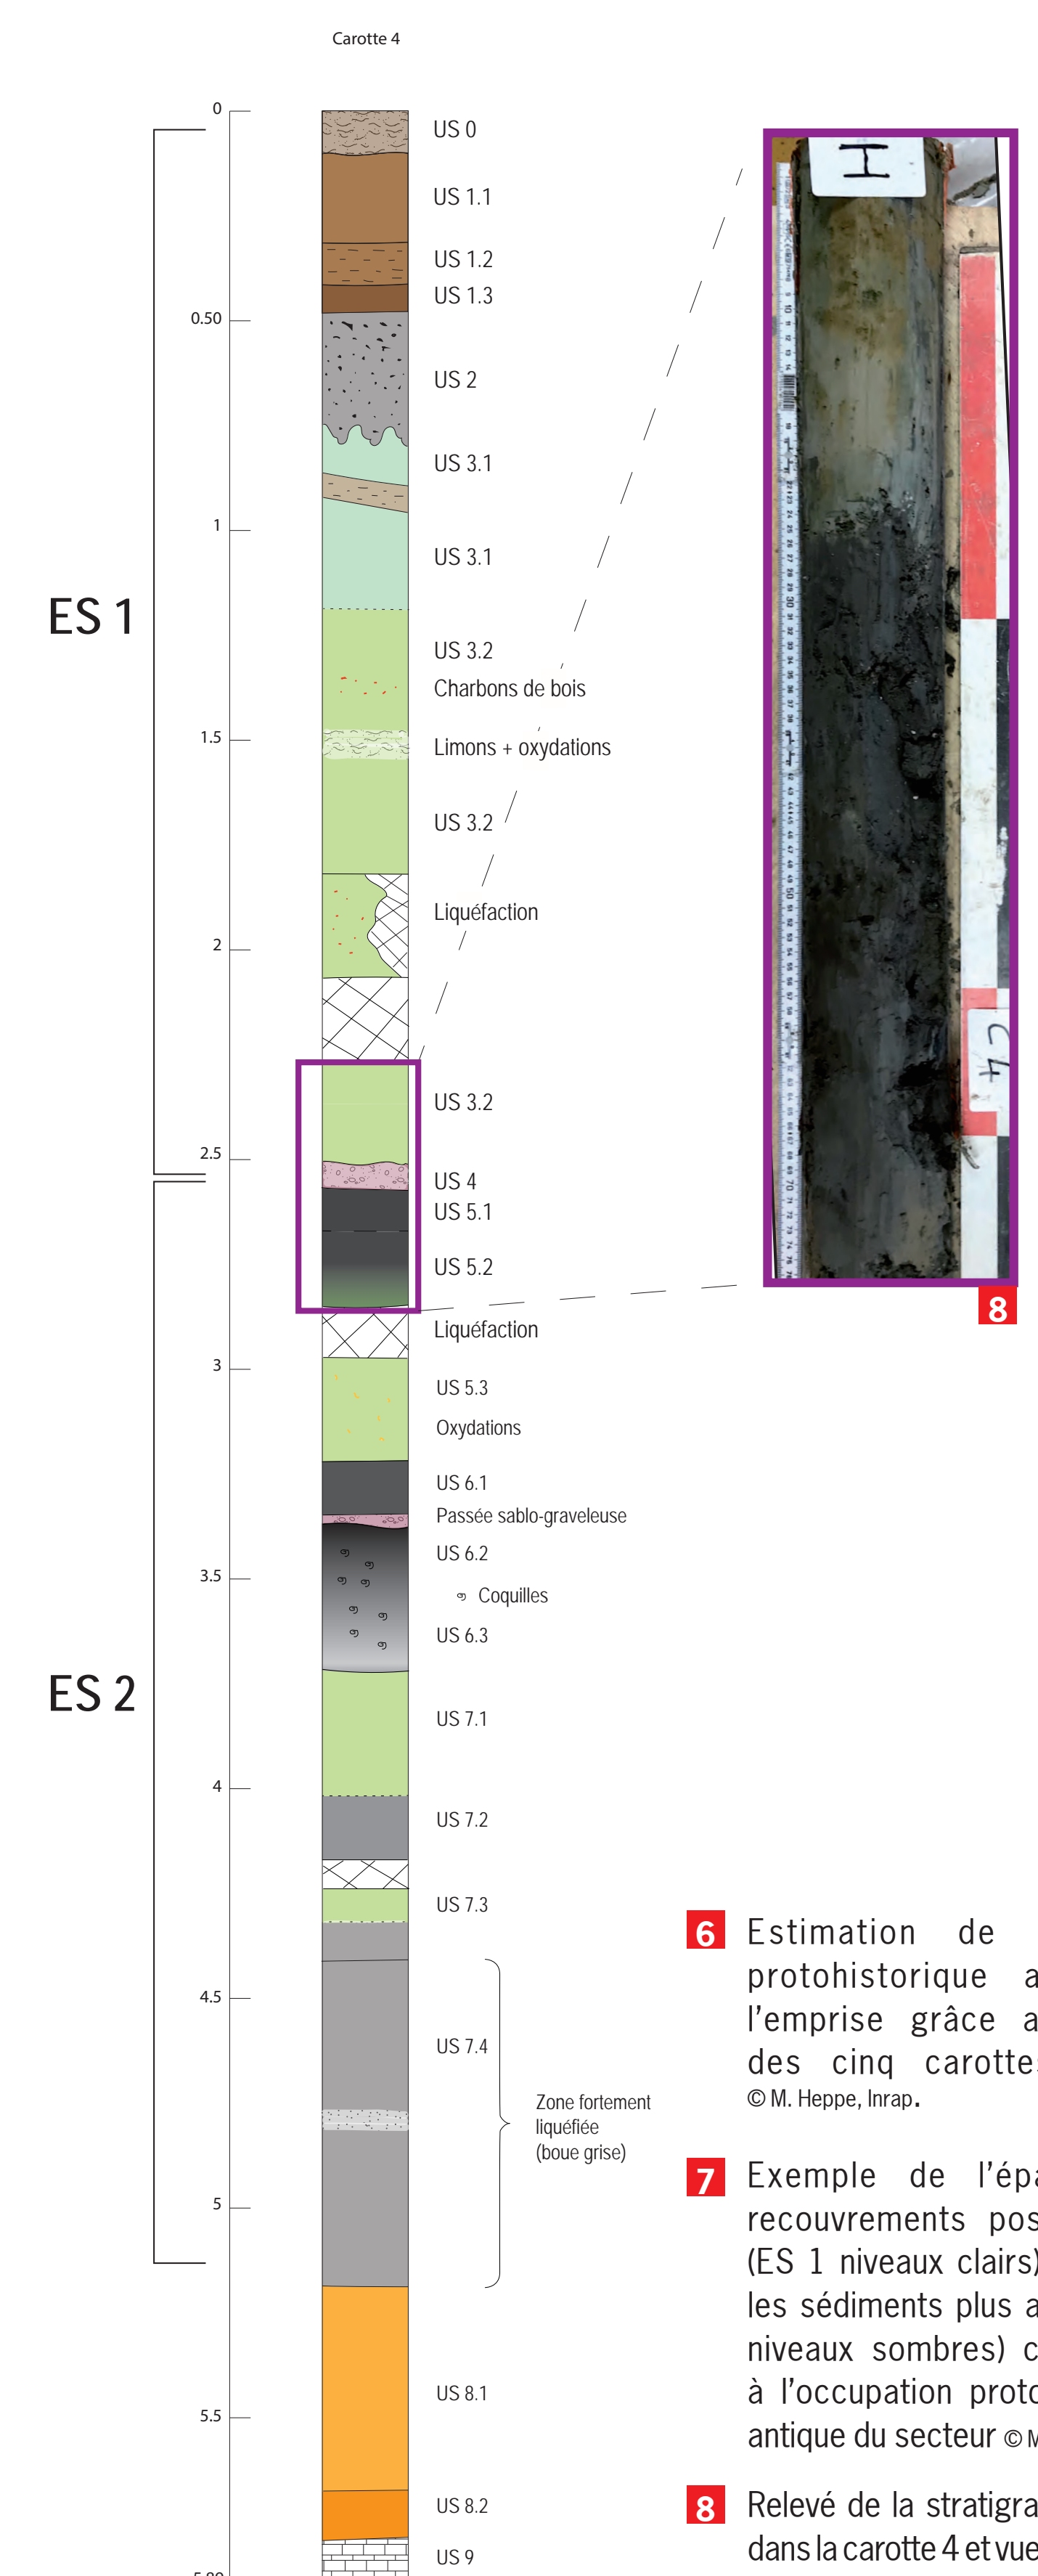 Carotte 4
0
US 0
US 1.1
US 1.2
US 1.3
0.50
US 2
US 3.1
1
US 3.1
ES 1
US 3.2
Charbons de bois
1.5
Limons + oxydations
US 3.2
Liquéfaction
2
US 3.2
2.5
US 4
US 5.1
US 5.2
Liquéfaction
3
US 5.3
Oxydations
US 6.1
Passée sablo-graveleuse
US 6.2
3.5
Coquilles
US 6.3
ES 2
US 7.1
4
US 7.2
US 7.3
4.5
US 7.4
Zone fortement
liquéfiée
(boue grise)
5
US 8.1
5.5
US 8.2
US 9
5.80
H
C4
8
6 Estimation de
protohistorique a
l'emprise grâce a
des cinq carottes
© M. Heppe, Inrap.
7 Exemple de l'épa
recouvrements pos
(ES 1 niveaux clairs)
les sédiments plus a
niveaux sombres) c
à l'occupation proto
antique du secteur © M
8 Relevé de la stratigra
dans la carotte 4 et vue